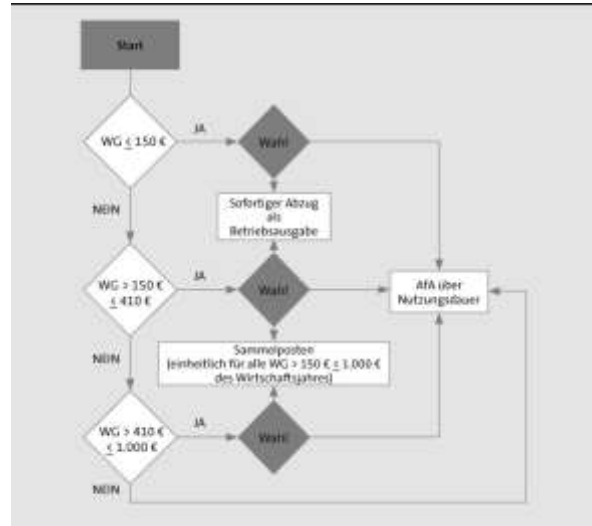 Start
WG ≤ 150 €
JA
Wahl
NEIN
Sofortiger Abzug
als
Betriebsausgabe
WG > 150 €
≤ 410 €
JA
Wahl
AfA über
Nutzungsdauer
NEIN
Sammelposten
(einheitlich für alle WG > 150 € ≤ 1.000 €
des Wirtschaftsjahres)
WG > 410 €
≤ 1.000 €
JA
Wahl
NEIN